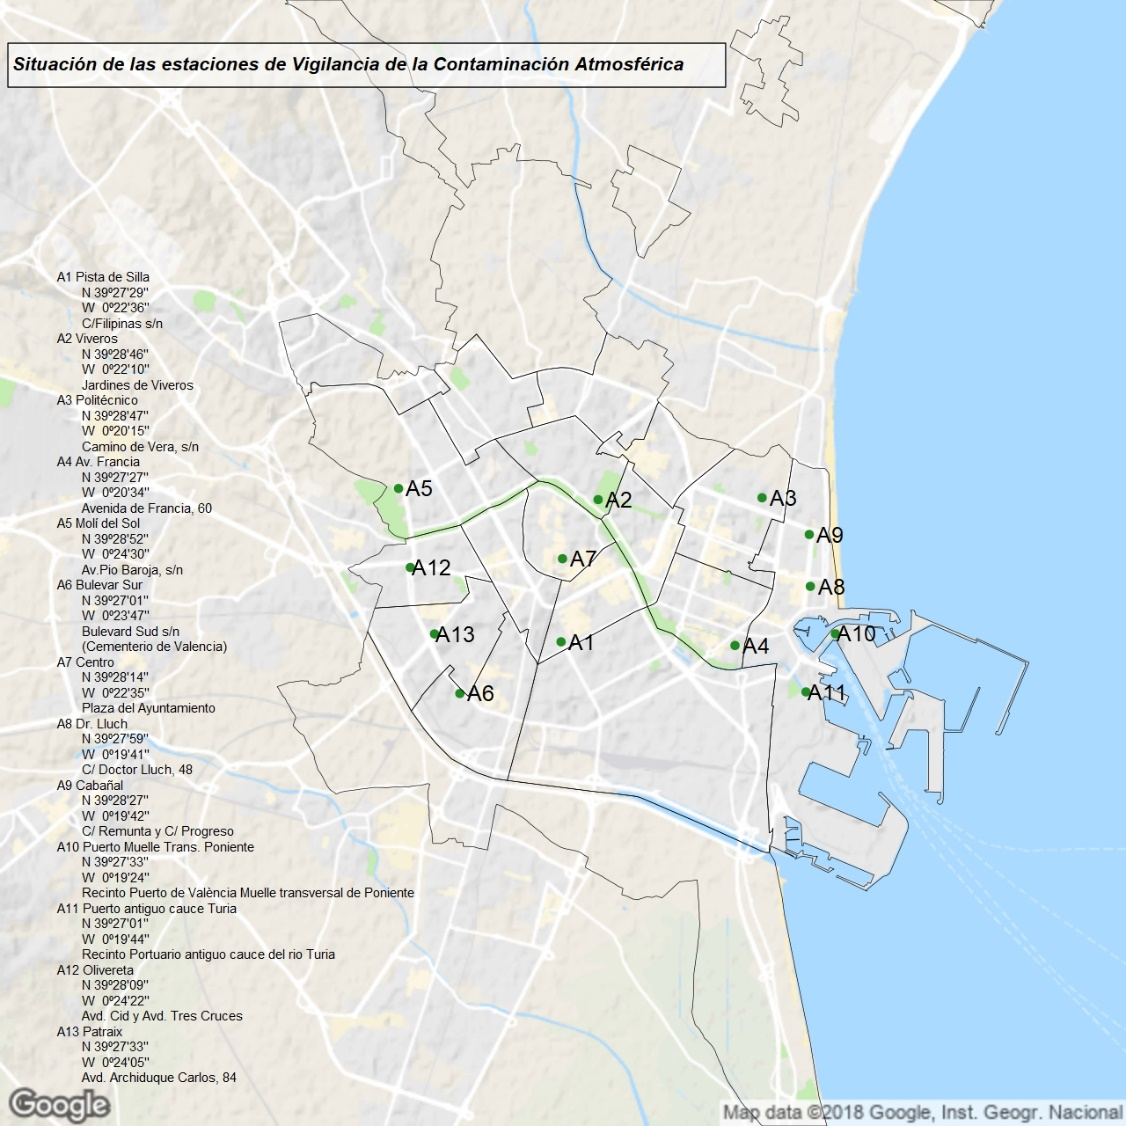 Situación de las estaciones de Vigilancia de la Contaminación Atmosférica
A1 Pista de Silla
N 39º27'29''
W 0º22'36''
C/Filipinas s/n
A2 Viveros
N 39º28'46''
W 0º22'10''
Jardines de Viveros
A3 Politécnico
N 39º28'47''
W 0º20'15''
Camino de Vera, s/n
A4 Av. Francia
N 39º27'27''
W 0º20'34''
Avenida de Francia, 60
A5 Molí del Sol
N 39º28'52''
W 0º24'30''
Av.Pio Baroja, s/n
A6 Bulevar Sur
N 39º27'01''
W 0º23'47''
Bulevard Sud s/n
(Cementerio de Valencia)
A7 Centro
N 39º28'14''
W 0º22'35''
Plaza del Ayuntamiento
A8 Dr. Lluch
N 39º27'59''
W 0º19'41''
C/ Doctor Lluch, 48
A9 Cabañal
N 39º28'27''
W 0º19'42''
C/ Remunta y C/ Progreso
A10 Puerto Muelle Trans. Poniente
N 39º27'33''
W 0º19'24''
Recinto Puerto de València Muelle transversal de Poniente
A11 Puerto antiguo cauce Turia
N 39º27'01''
W 0º19'44''
Recinto Portuario antiguo cauce del rio Turia
A12 Olivereta
N 39º28'09''
W 0º24'22''
Avd. Cid y Avd. Tres Cruces
A13 Patraix
N 39º27'33''
W 0º24'05''
Avd. Archiduque Carlos, 84
A5
A2
A3
A9
A7
A12
A8
A13
A1
A4
A10
A6
A11
Google
Map data ©2018 Google, Inst. Geogr. Nacional